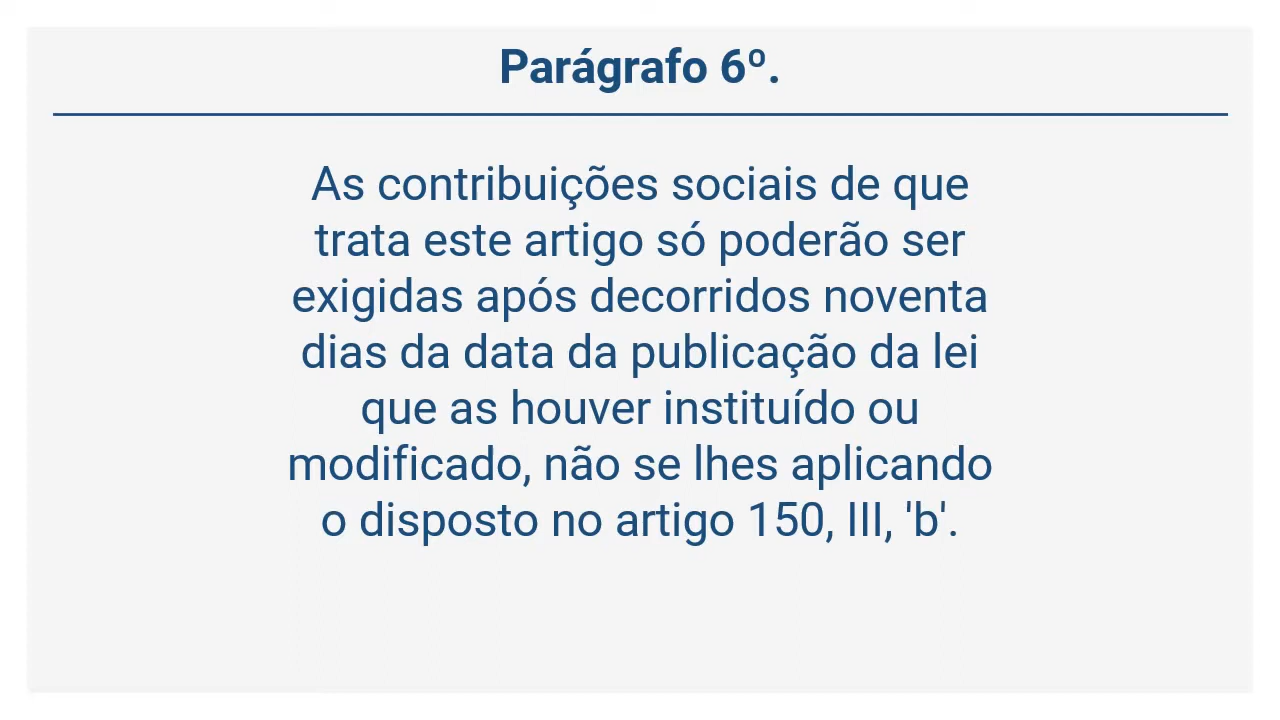 Parágrafo 6º.
As contribuições sociais de que
trata este artigo só poderão ser
exigidas após decorridos noventa
dias da data da publicação da lei
que as houver instituído ou
modificado, não se lhes aplicando
o disposto no artigo 150, III, 'b'.